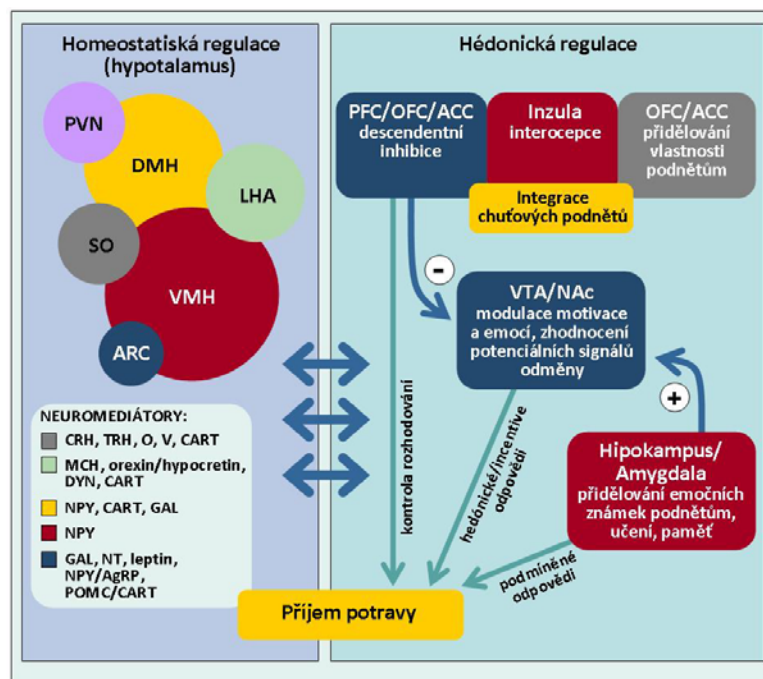 Homeostatiská regulace
(hypotalamus)
PVN
DMH
LHA
SO
VMH
ARC
NEUROMEDIÁTORY:
CRH, TRH, O, V, CART
MCH, orexin/hypocretin,
DYN, CART
NPY, CART, GAL
NPY
GAL, NT, leptin,
NPY/AgRP,
POMC/CART
Hédonická regulace
PFC/OFC/ACC
descendentní
inhibice
Inzula
interocepce
OFC/ACC
přidělování
vlastnosti
podnětům
Integrace
chuťových podnětů
-
VTA/NAc
modulace motivace
a emocí, zhodnocení
potenciálních signálů
odměny
+
Hipokampus/
Amygdala
přidělování emočních
známek podnětům,
učení, paměť
kontrola rozhodování
hedónické/incentive
odpovědi
podmíněné
odpovědi
Příjem potravy